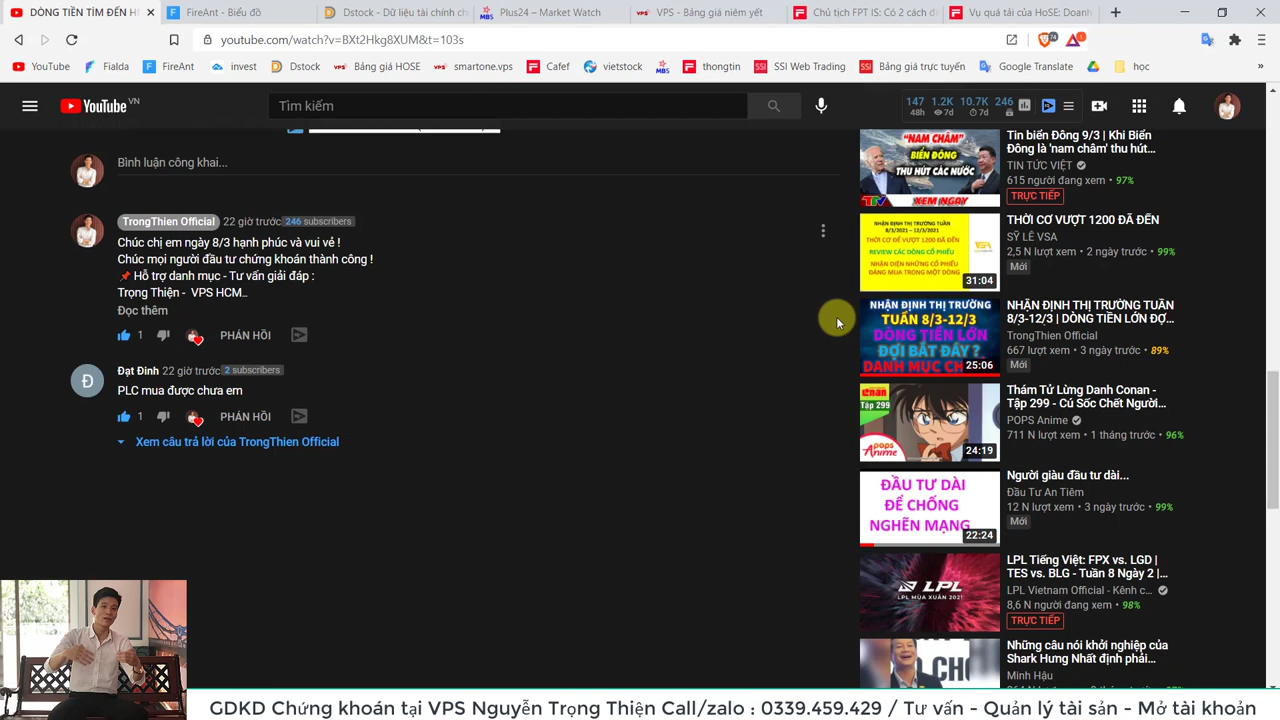 DÒNG TIỀN TÌM ĐẾN H
FireAnt - Biểu đồ
Dstock - Dữ liệu tài chính
Plus24 – Market Watch
VPS - Bảng giá niêm yết
Chủ tịch FPT IS: Có 2 cách
Vụ quá tải của HoSE: Doanh
youtube.com/watch?v=BXt2Hkg8XUM&t=103s
YouTube
Fialda
FireAnt
invest
Dstock
Bảng giá HOSE
smartone.vps
Cafef
vietstock
MBS
thongtin
SSI Web Trading
Bảng giá trực tuyến
Google Translate
học
YouTube VN
Tìm kiếm
147 1.2K 10.7K 246
48h 7d 7d
Bình luận công khai...
TrongThien Official 22 giờ trước 246 subscribers
Chúc chị em ngày 8/3 hạnh phúc và vui vẻ !
Chúc mọi người đầu tư chứng khoán thành công !
📌 Hỗ trợ danh mục - Tư vấn giải đáp :
Trọng Thiện - VPS HCM...
Đọc thêm
1 PHẢN HỒI
Đạt Đinh 22 giờ trước 2 subscribers
PLC mua được chưa em
1 PHẢN HỒI
Xem câu trả lời của TrongThien Official
"NAM CHÂM"
BIỂN ĐÔNG
THU HÚT CÁC NƯỚC
XEM NGAY
Tin biển Đông 9/3 | Khi Biển
Đông là 'nam châm' thu hút...
TIN TỨC VIỆT
615 người đang xem • 97%
TRỰC TIẾP
NHẬN ĐỊNH THỊ TRƯỜNG TUẦN
8/3/2021 – 12/3/2021
THỜI CƠ ĐỂ VƯỢT 1200 ĐÃ ĐẾN
REVIEW CÁC DÒNG CỔ PHIẾU
NHẬN DIỆN NHỮNG CỔ PHIẾU
ĐÁNG MUA TRONG MỘT DÒNG
31:04
THỜI CƠ VƯỢT 1200 ĐÃ ĐẾN
SỸ LÊ VSA
2,5 N lượt xem • 2 ngày trước • 99%
Mới
NHẬN ĐỊNH THỊ TRƯỜNG
TUẦN 8/3-12/3
DÒNG TIỀN LỚN
ĐỢI BẮT ĐÁY ?
DANH MỤC
25:06
NHẬN ĐỊNH THỊ TRƯỜNG TUẦN
8/3-12/3 | DÒNG TIỀN LỚN ĐỢ...
TrongThien Official
667 lượt xem • 3 ngày trước • 89%
Mới
Tập 299
24:19
Thám Tử Lừng Danh Conan -
Tập 299 - Cú Sốc Chết Người...
POPS Anime
711 N lượt xem • 1 tháng trước • 96%
ĐẦU TƯ DÀI
ĐỂ CHỐNG
NGHẼN MẠNG
22:24
Người giàu đầu tư dài...
Đầu Tư An Tiêm
12 N lượt xem • 3 ngày trước • 99%
Mới
LPL
LPL MÙA XUÂN 2021
LPL Tiếng Việt: FPX vs. LGD |
TES vs. BLG - Tuần 8 Ngày 2 |...
LPL Vietnam Official - Kênh c...
8,6 N người đang xem • 98%
TRỰC TIẾP
Những câu nói khởi nghiệp của
Shark Hưng Nhất định phải...
Minh Hậu
GDKD Chứng khoán tại VPS Nguyễn Trọng Thiện Call/zalo : 0339.459.429 / Tư vấn - Quản lý tài sản - Mở tài khoản